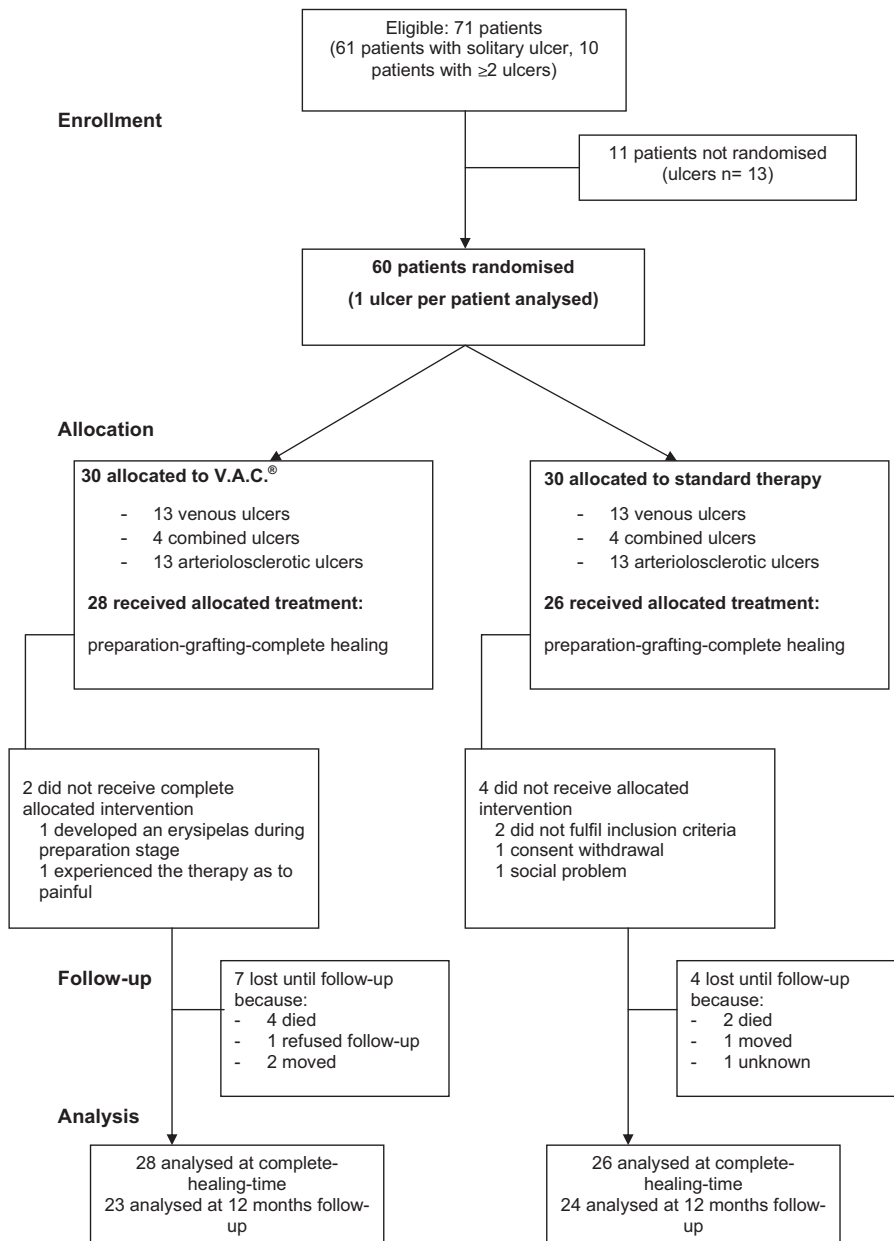 Eligible: 71 patients
(61 patients with solitary ulcer, 10
patients with ≥2 ulcers)
Enrollment
11 patients not randomised
(ulcers n= 13)
60 patients randomised
(1 ulcer per patient analysed)
Allocation
30 allocated to V.A.C.®
- 13 venous ulcers
- 4 combined ulcers
- 13 arteriolosclerotic ulcers
28 received allocated treatment:
preparation-grafting-complete healing
30 allocated to standard therapy
- 13 venous ulcers
- 4 combined ulcers
- 13 arteriolosclerotic ulcers
26 received allocated treatment:
preparation-grafting-complete healing
2 did not receive complete
allocated intervention
1 developed an erysipelas during
preparation stage
1 experienced the therapy as to
painful
4 did not receive allocated
intervention
2 did not fulfil inclusion criteria
1 consent withdrawal
1 social problem
Follow-up
7 lost until follow-up
because:
- 4 died
- 1 refused follow-up
- 2 moved
4 lost until follow-up
because:
- 2 died
- 1 moved
- 1 unknown
Analysis
28 analysed at complete-
healing-time
23 analysed at 12 months follow-
up
26 analysed at complete-
healing-time
24 analysed at 12 months follow-
up